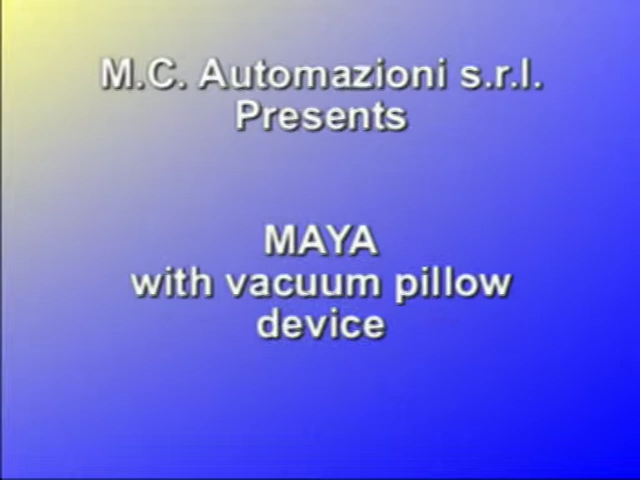 M.C. Automazioni s.r.l.
Presents
MAYA
with vacuum pillow
device